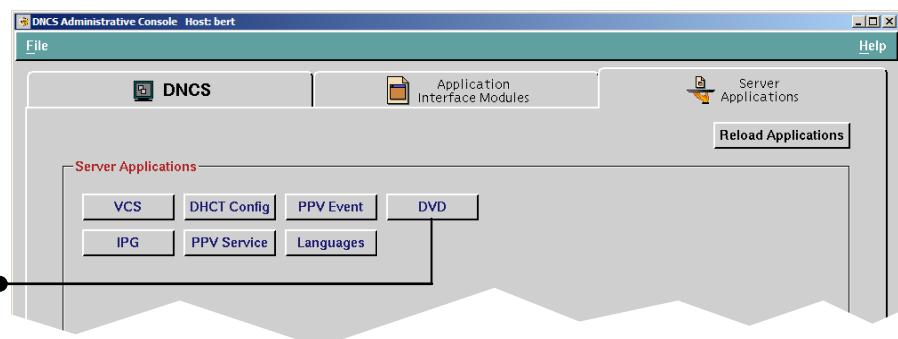 DNCS Administrative Console Host: bert
File Help
DNCS
Application
Interface Modules
Server
Applications
Reload Applications
Server Applications
VCS DHCT Config PPV Event DVD
IPG PPV Service Languages